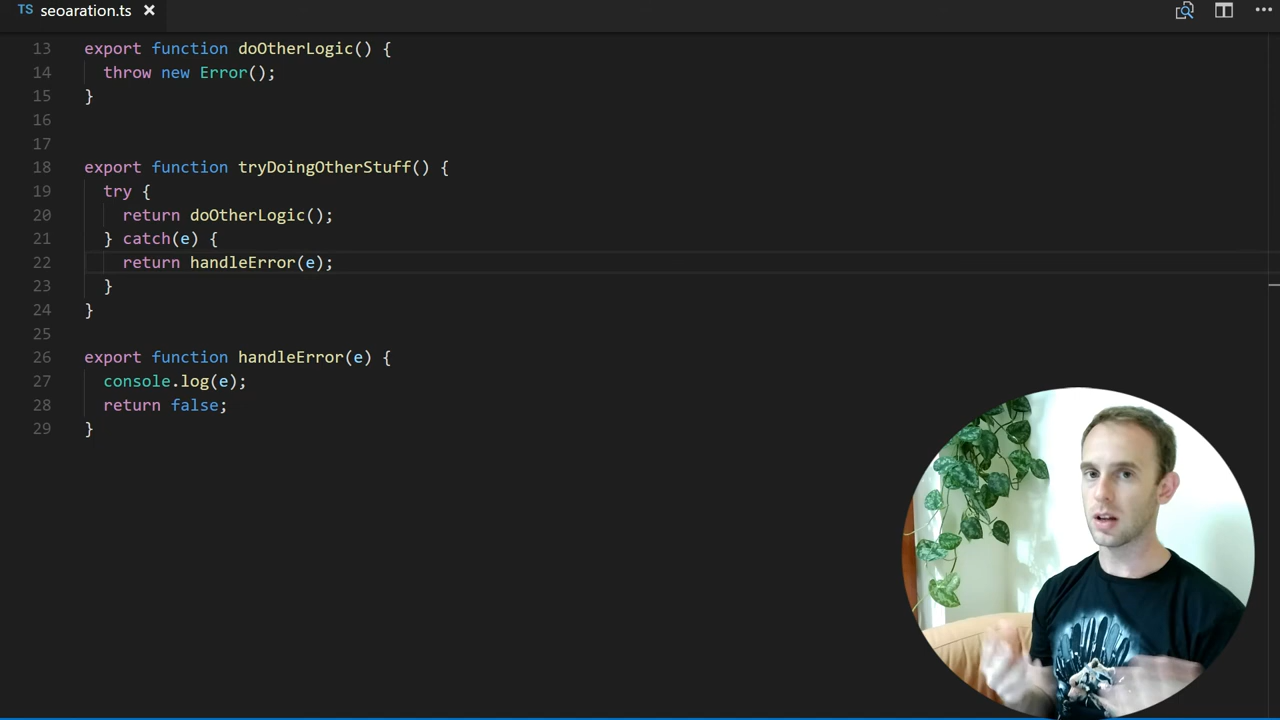 TS seoaration.ts ×
13 export function doOtherLogic() {
14 throw new Error();
15 }
16
17
18 export function tryDoingOtherStuff() {
19 try {
20 return doOtherLogic();
21 } catch(e) {
22 return handleError(e);
23 }
24 }
25
26 export function handleError(e) {
27 console.log(e);
28 return false;
29 }